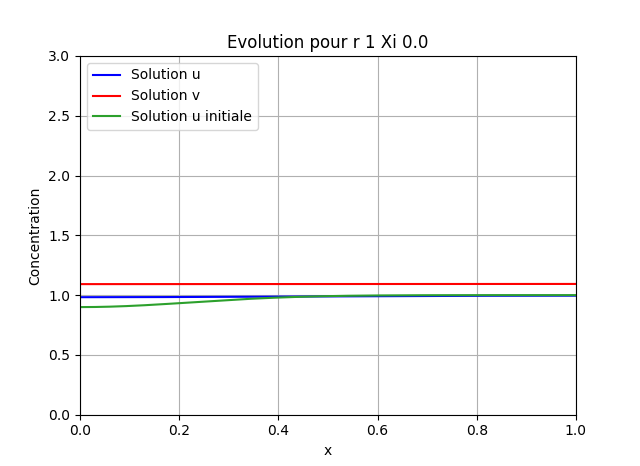 Evolution pour r 1 Xi 0.0
Solution u
Solution v
Solution u initiale
Concentration
3.0
2.5
2.0
1.5
1.0
0.5
0.0
0.0 0.2 0.4 0.6 0.8 1.0
x